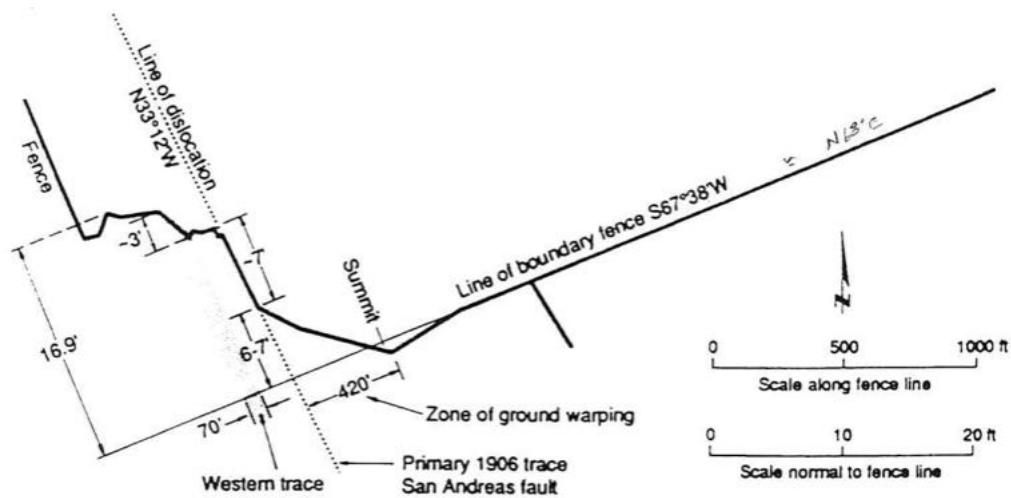 Line of dislocation
N33°12'W
Fence
N 63° E
Line of boundary fence S67°38'W
~3'
~7'
Summit
16.9'
6-7'
420'
70'
Zone of ground warping
Western trace
Primary 1906 trace
San Andreas fault
N
0 500 1000 ft
Scale along fence line
0 10 20 ft
Scale normal to fence line